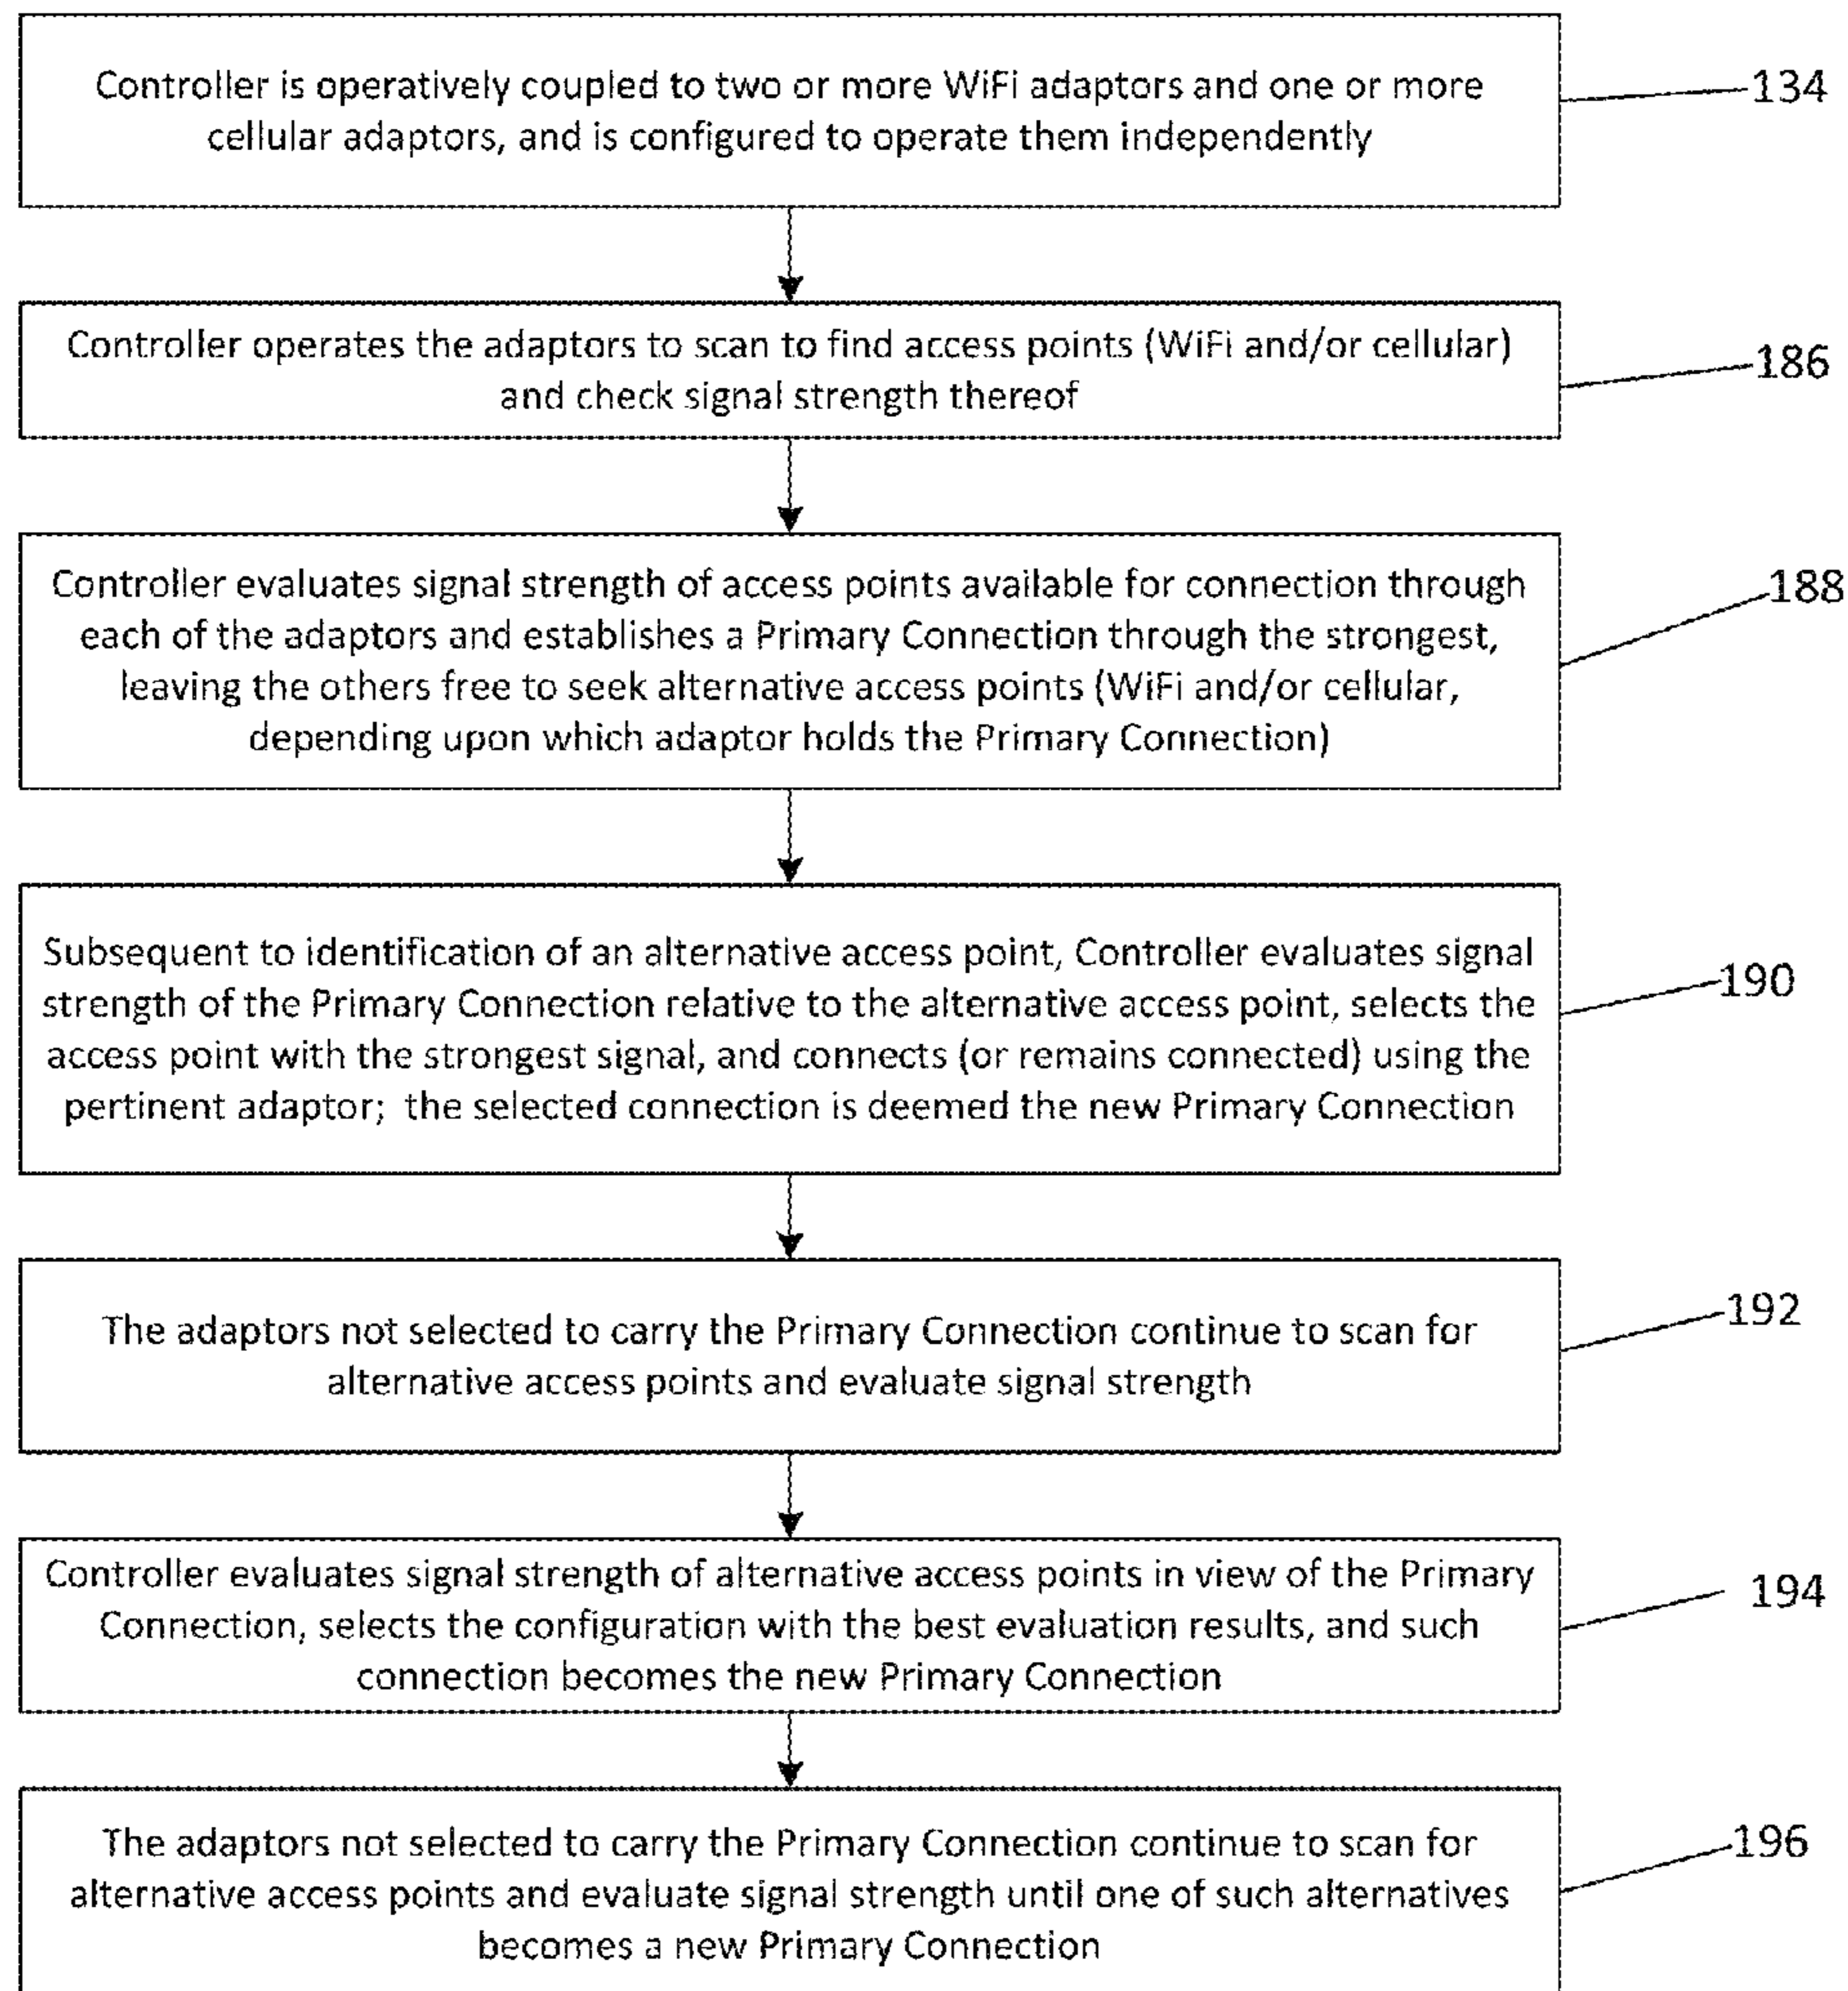 Controller is operatively coupled to two or more WiFi adaptors and one or more
cellular adaptors, and is configured to operate them independently
134
Controller operates the adaptors to scan to find access points (WiFi and/or cellular)
and check signal strength thereof
186
Controller evaluates signal strength of access points available for connection through
each of the adaptors and establishes a Primary Connection through the strongest,
leaving the others free to seek alternative access points (WiFi and/or cellular,
depending upon which adaptor holds the Primary Connection)
188
Subsequent to identification of an alternative access point, Controller evaluates signal
strength of the Primary Connection relative to the alternative access point, selects the
access point with the strongest signal, and connects (or remains connected) using the
pertinent adaptor; the selected connection is deemed the new Primary Connection
190
The adaptors not selected to carry the Primary Connection continue to scan for
alternative access points and evaluate signal strength
192
Controller evaluates signal strength of alternative access points in view of the Primary
Connection, selects the configuration with the best evaluation results, and such
connection becomes the new Primary Connection
194
The adaptors not selected to carry the Primary Connection continue to scan for
alternative access points and evaluate signal strength until one of such alternatives
becomes a new Primary Connection
196